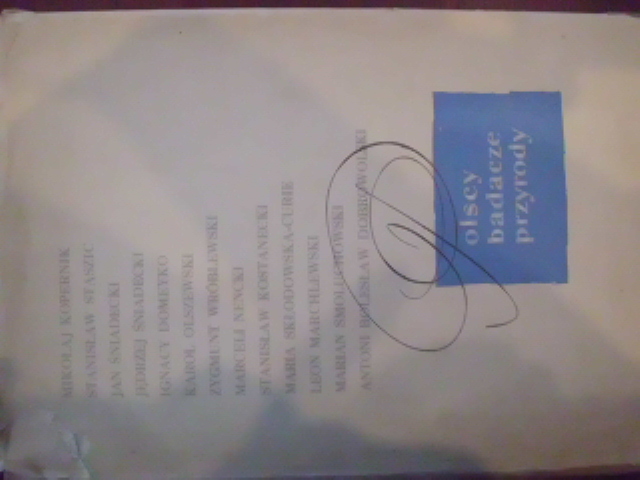 MIKOŁAJ KOPERNIK
STANISŁAW STASZIC
JAN ŚNIADECKI
JĘDRZEJ ŚNIADECKI
IGNACY DOMEYKO
KAROL OLSZEWSKI
ZYGMUNT WRÓBLEWSKI
MARCELI NENCKI
STANISŁAW KOSTANECKI
MARIA SKŁODOWSKA-CURIE
LEON MARCHLEWSKI
MARIAN SMOLUCHOWSKI
ANTONI BOLESŁAW DOBROWOLSKI
Polscy
badacze
przyrody